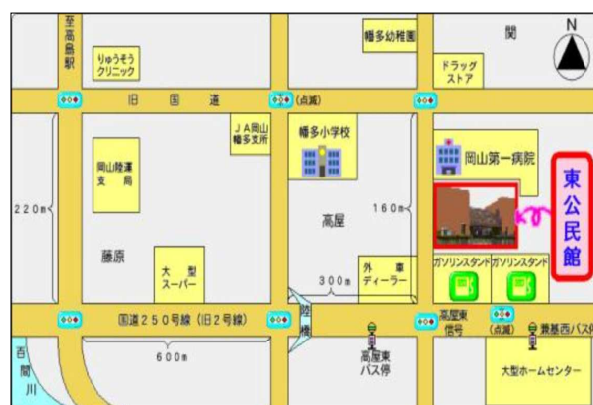 至高島駅
りゅうそう
クリニック
幡多幼稚園
関
N
ドラッグ
ストア
旧国道
(点滅)
JA岡山
幡多支所
幡多小学校
岡山第一病院
岡山陸運
支局
東公民館
220m
160m
高屋
藤原
大型
スーパー
外車
ディーラー
300m
ガソリンスタンド
ガソリンスタンド
国道250号線(旧2号線)
陸橋
高屋東
信号
(点滅)
兼基西バス停
600m
高屋東
バス停
百間川
大型ホームセンター